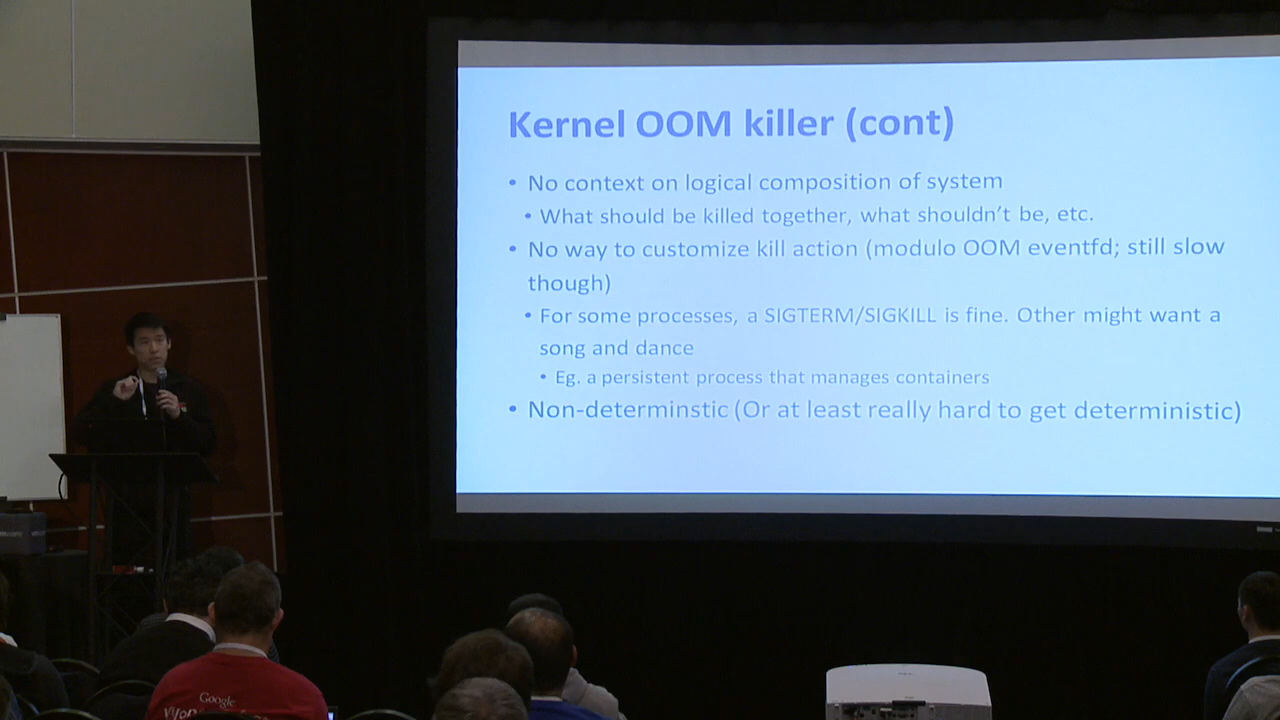 Kernel OOM killer (cont)
• No context on logical composition of system
• What should be killed together, what shouldn't be, etc.
• No way to customize kill action (modulo OOM eventfd; still slow
though)
• For some processes, a SIGTERM/SIGKILL is fine. Other might want a
song and dance
• Eg. a persistent process that manages containers
• Non-determinstic (Or at least really hard to get deterministic)
Google